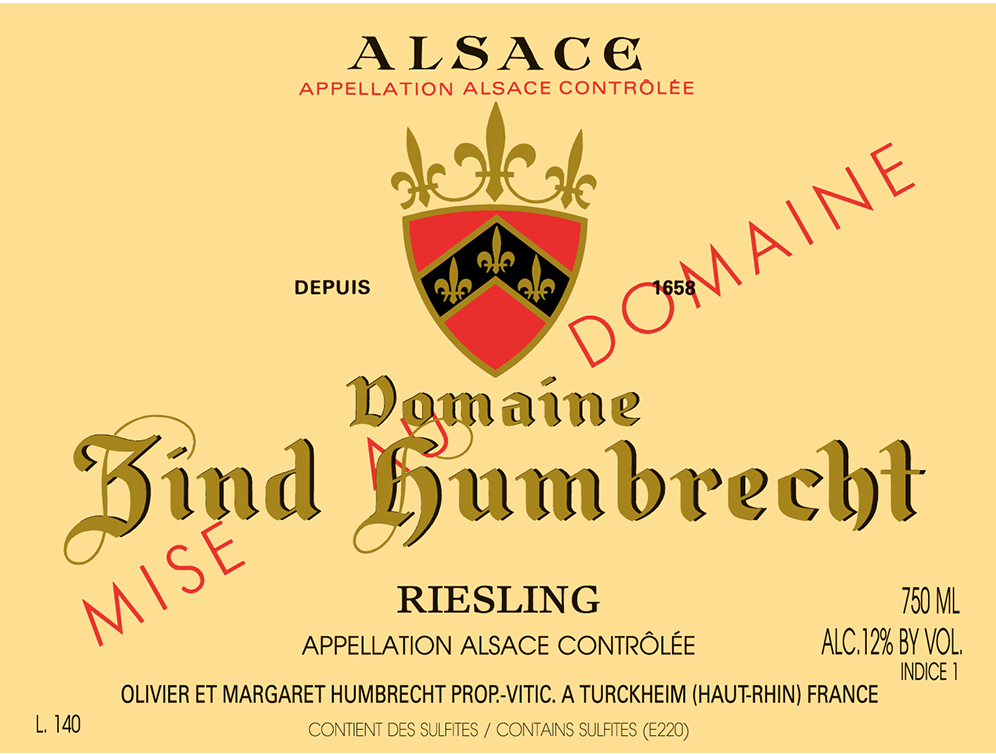 ALSACE
APPELLATION ALSACE CONTRÔLÉE
DEPUIS 1658
MISE AU DOMAINE
Domaine
Zind Humbrecht
RIESLING
750 ML
APPELLATION ALSACE CONTRÔLÉE
ALC.12% BY VOL.
INDICE 1
OLIVIER ET MARGARET HUMBRECHT PROP.-VITIC. A TURCKHEIM (HAUT-RHIN) FRANCE
L. 140
CONTIENT DES SULFITES / CONTAINS SULFITES (E220)